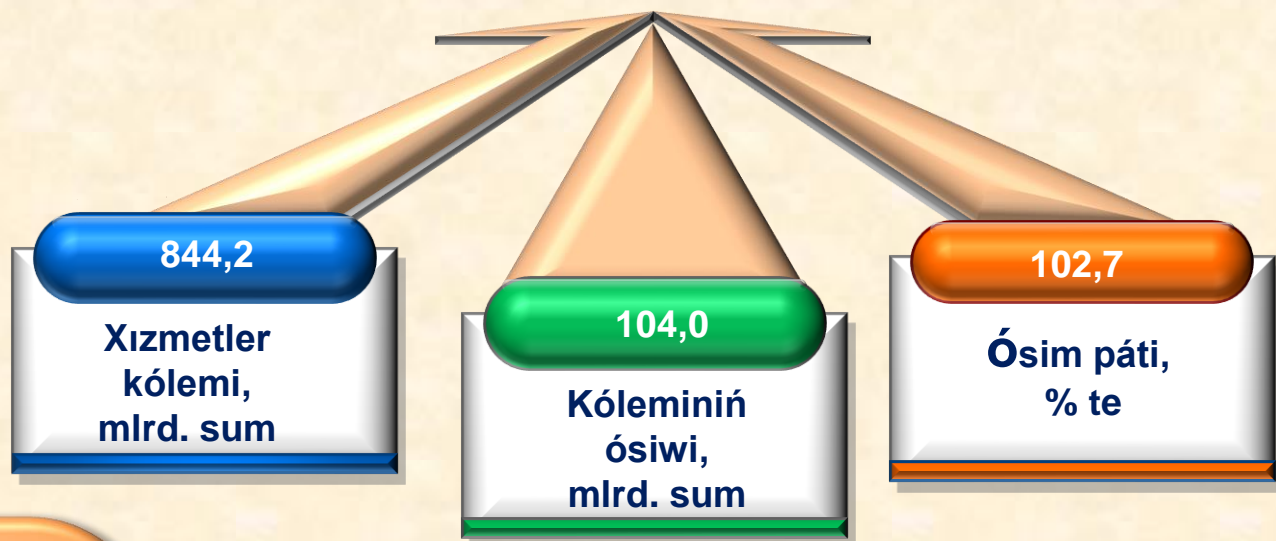 844,2
Xızmetler
kólemi,
mlrd. sum
104,0
Kóleminiń
ósiwi,
mlrd. sum
102,7
Ósim páti,
% te